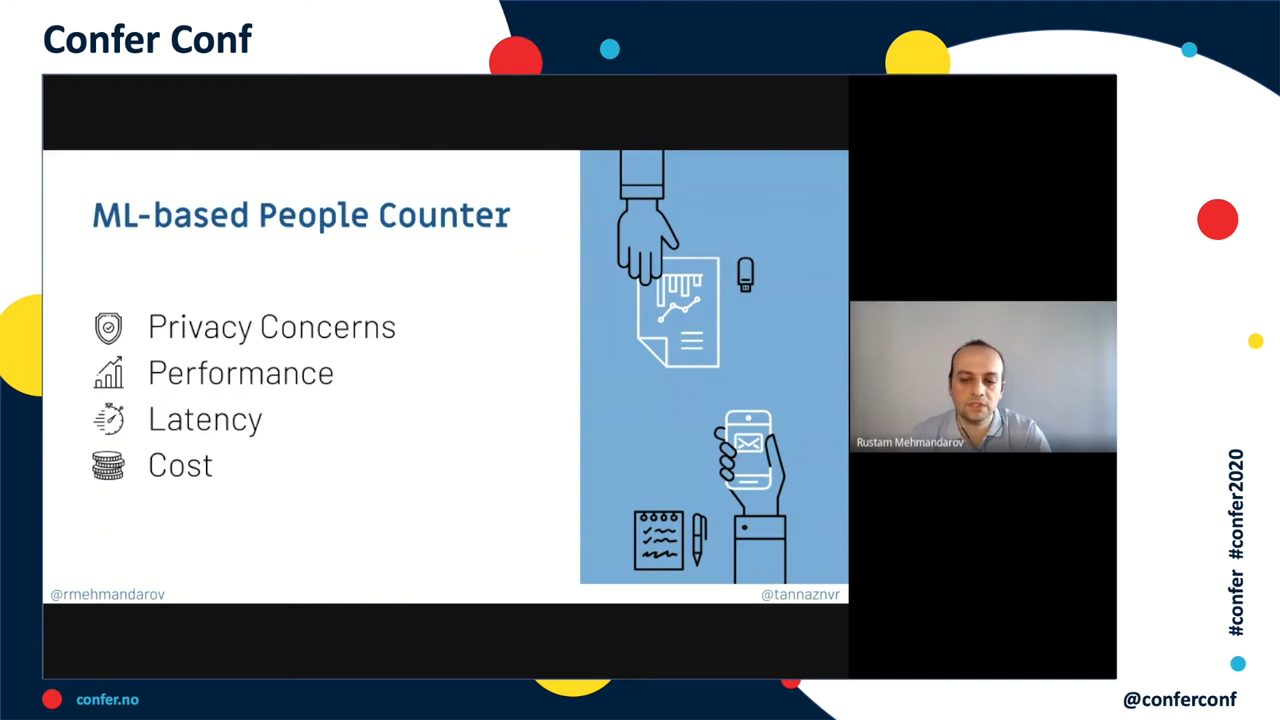 Confer Conf
ML-based People Counter
Privacy Concerns
Performance
Latency
Cost
@rmehmandarov
@tannaznvr
Rustam Mehmandarov
#confer #confer2020
confer.no
@conferconf